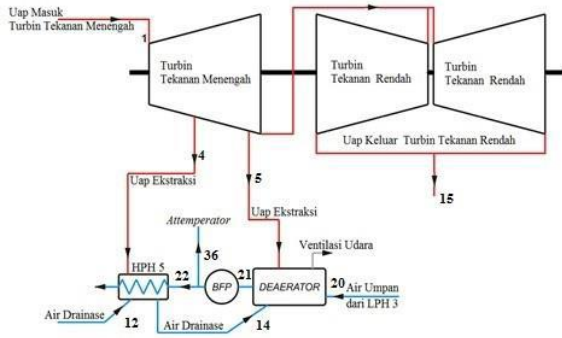 Uap Masuk
Turbin Tekanan Menengah
1
Turbin
Tekanan Menengah
Turbin
Tekanan Rendah
Turbin
Tekanan Rendah
Uap Keluar Turbin Tekanan Rendah
4
5
15
Uap Ekstraksi
Uap Ekstraksi
Attemperator
36
Ventilasi Udara
HPH 5
22
BFP
21
DEAERATOR
20
Air Umpan
dari LPH 3
Air Drainase
12
Air Drainase
14